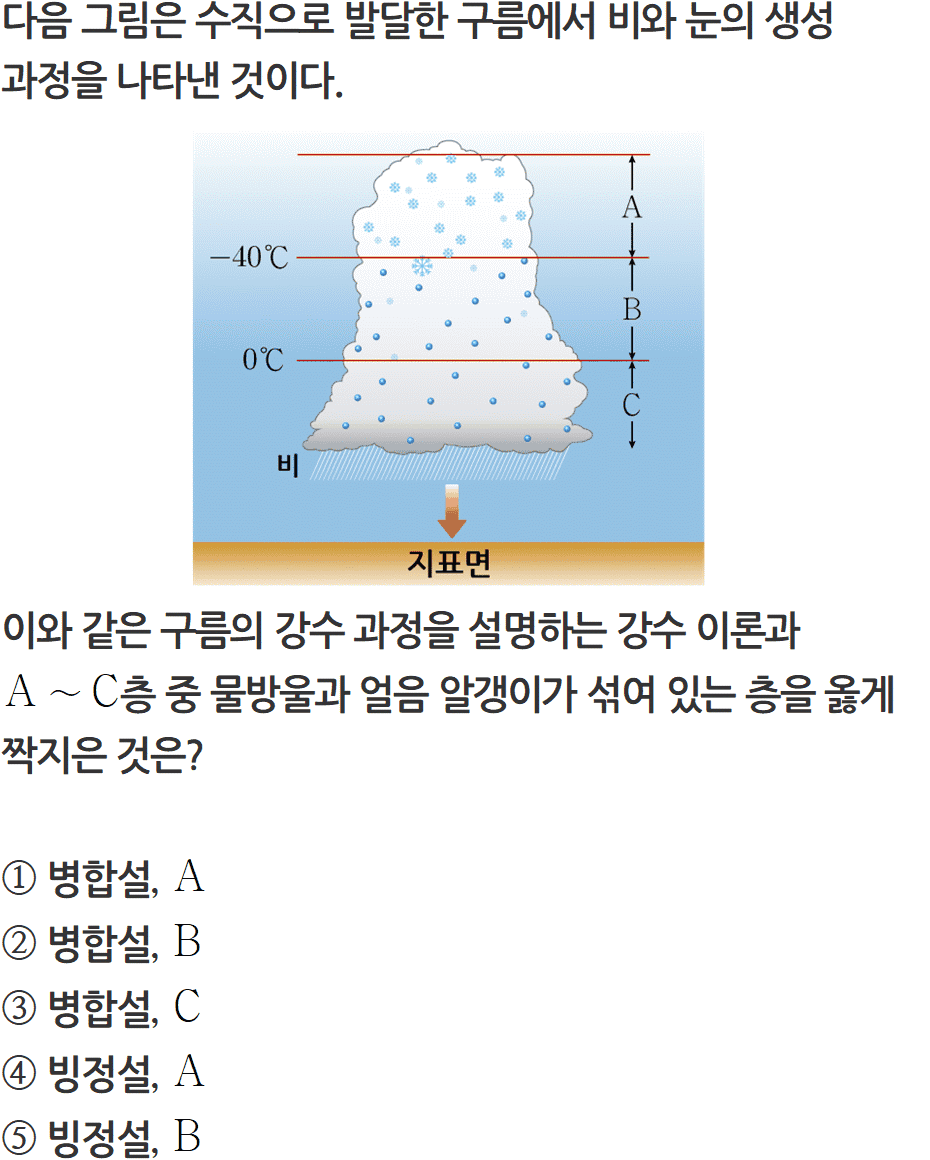 다음 그림은 수직으로 발달한 구름에서 비와 눈의 생성
과정을 나타낸 것이다.
A
−40℃
B
0℃
C
비
지표면
이와 같은 구름의 강수 과정을 설명하는 강수 이론과
A ~ C층 중 물방울과 얼음 알갱이가 섞여 있는 층을 옳게
짝지은 것은?
① 병합설, A
② 병합설, B
③ 병합설, C
④ 빙정설, A
⑤ 빙정설, B